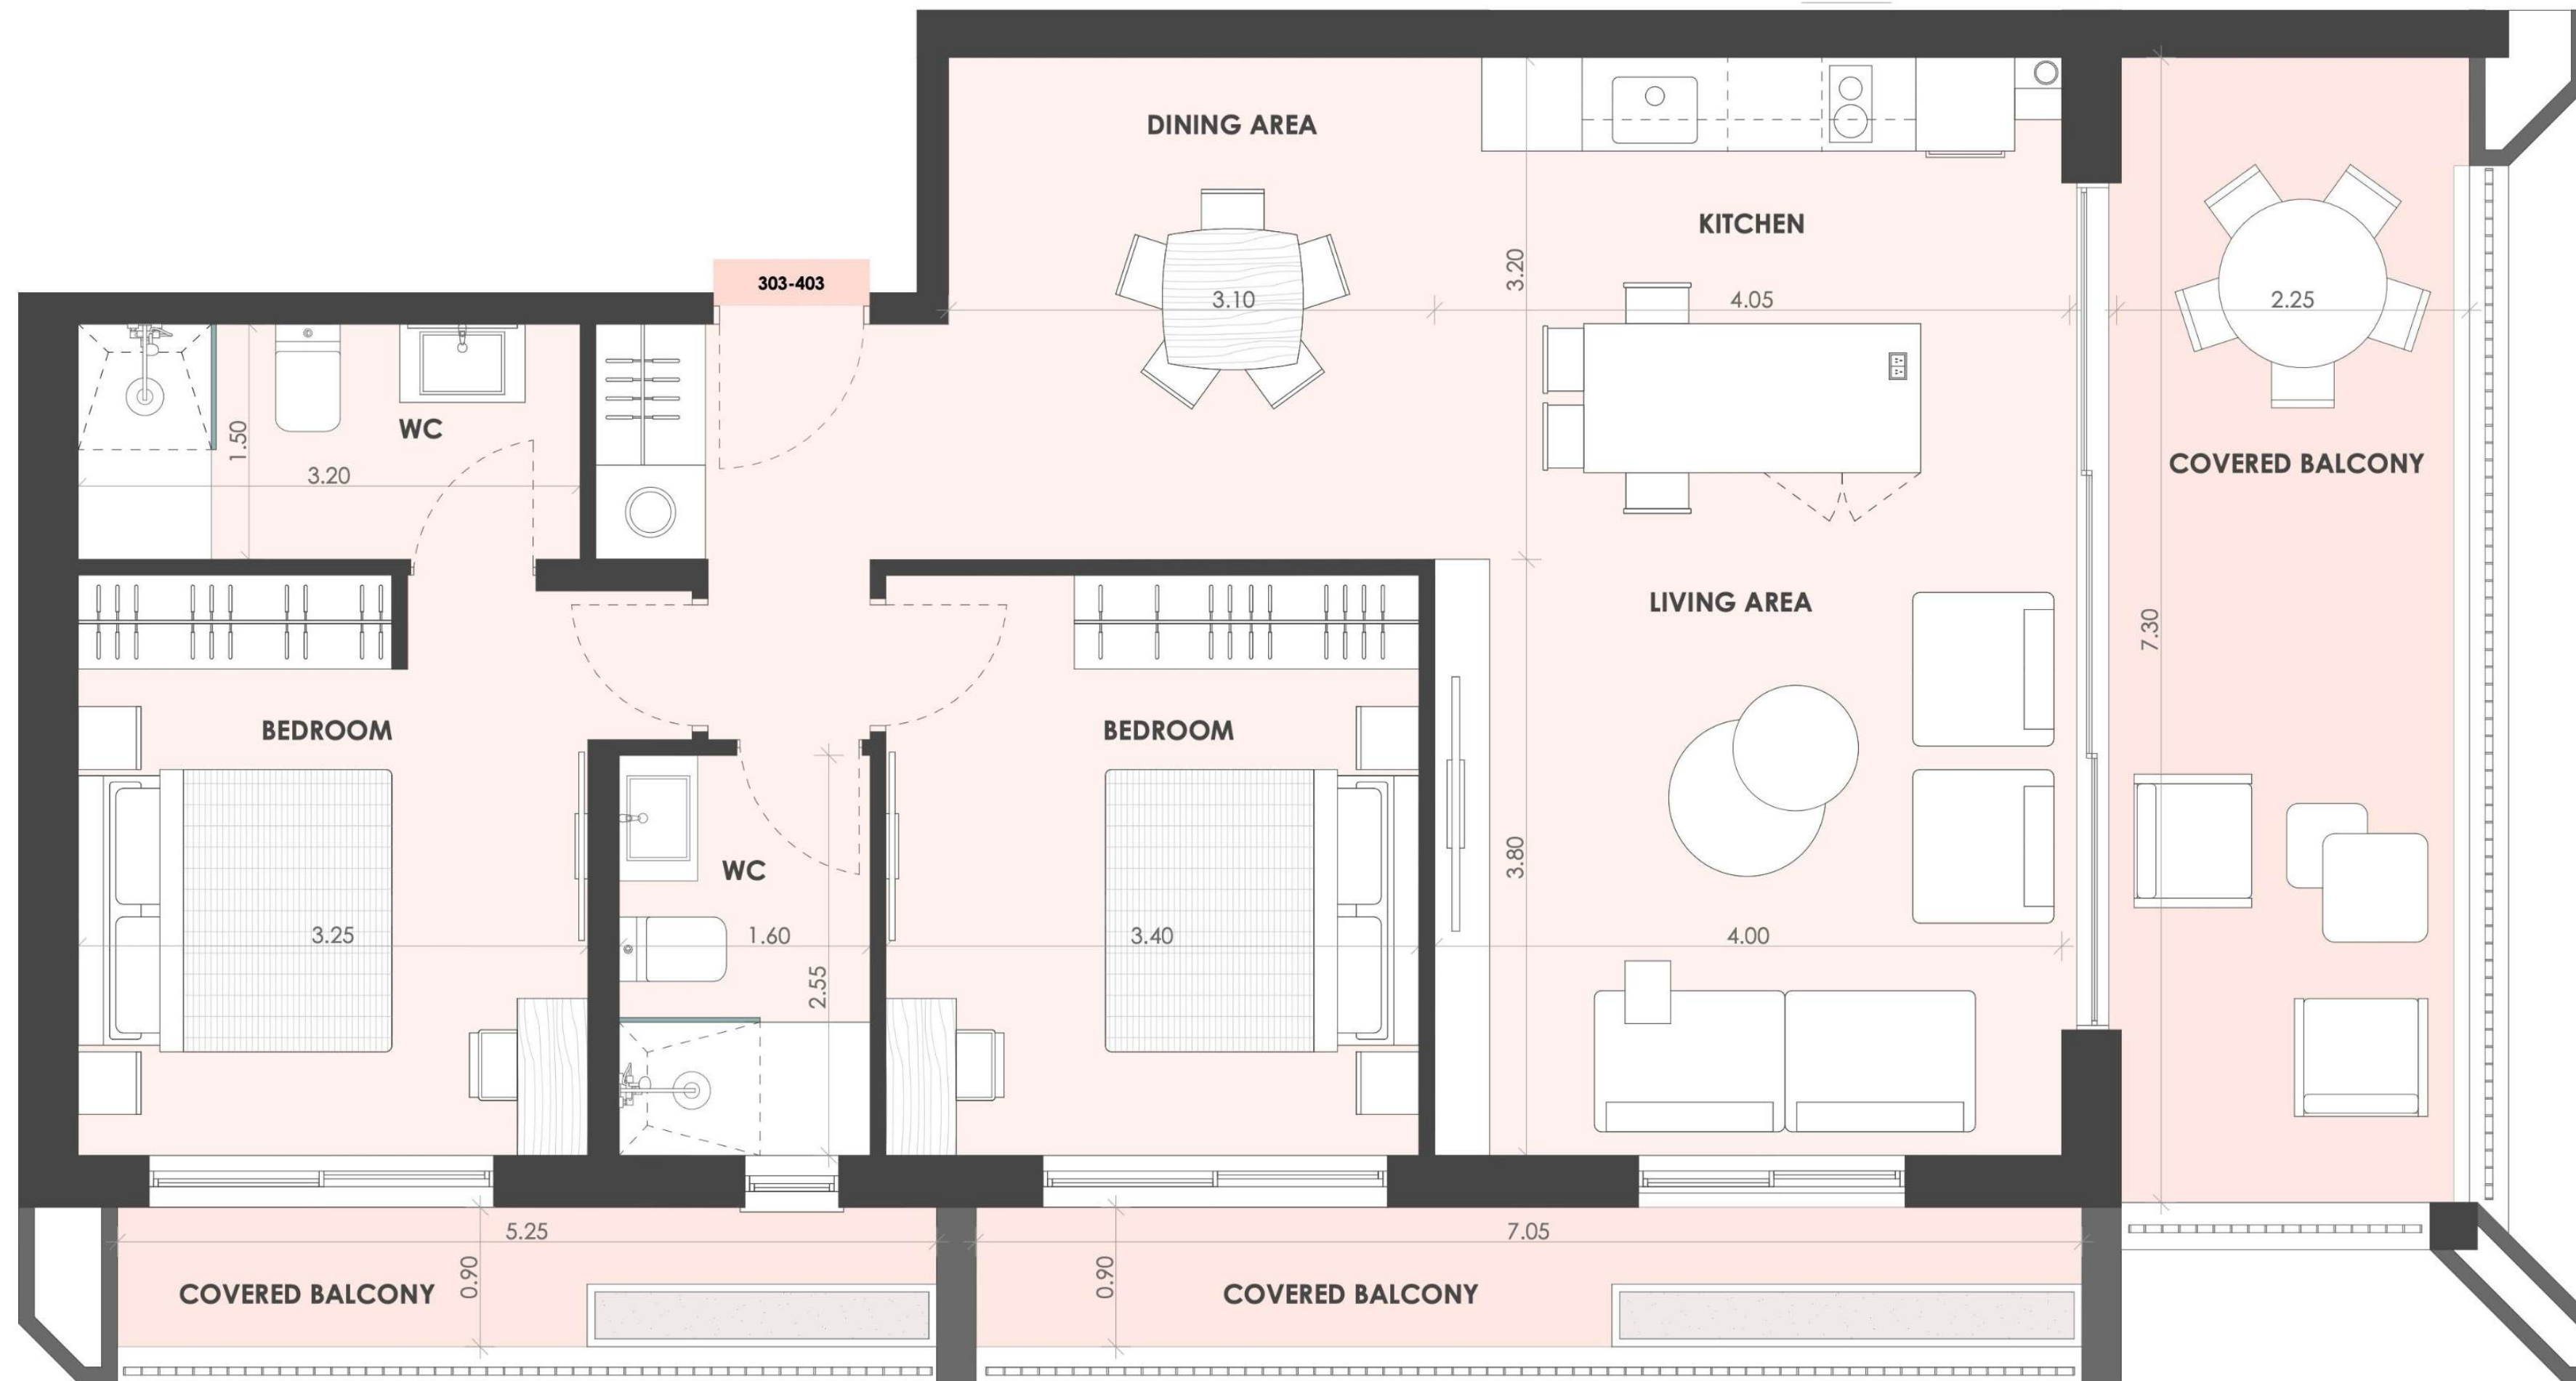 DINING AREA
KITCHEN
303-403
3.20
3.10
4.05
2.25
WC
1.50
3.20
COVERED BALCONY
LIVING AREA
7.30
BEDROOM
BEDROOM
WC
3.80
3.25
1.60
3.40
4.00
2.55
5.25
7.05
0.90
0.90
COVERED BALCONY
COVERED BALCONY